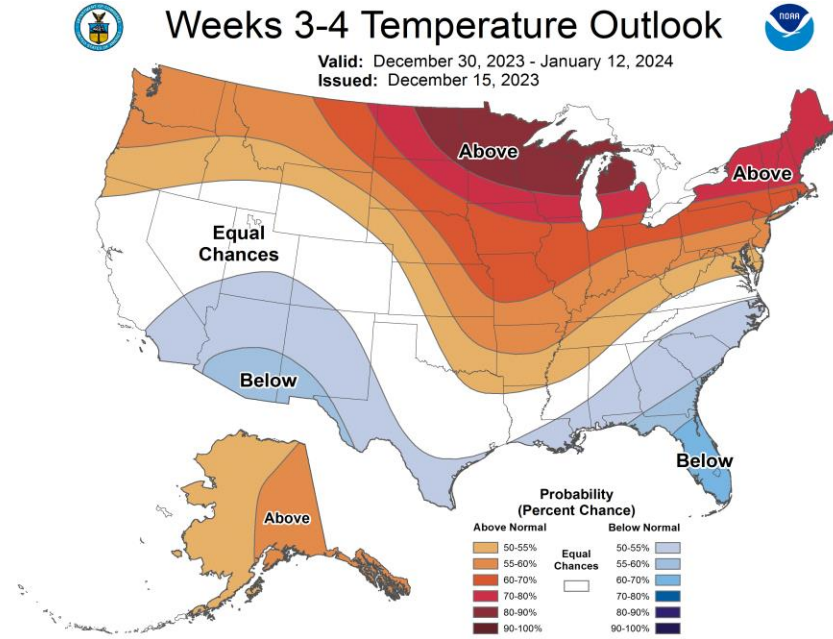 Weeks 3-4 Temperature Outlook
NOAA
Valid: December 30, 2023 - January 12, 2024
Issued: December 15, 2023
Above
Above
Equal
Chances
Below
Below
Above
Probability
(Percent Chance)
Above Normal
50-55%
55-60%
60-70%
70-80%
80-90%
90-100%
Equal
Chances
Below Normal
50-55%
55-60%
60-70%
70-80%
80-90%
90-100%